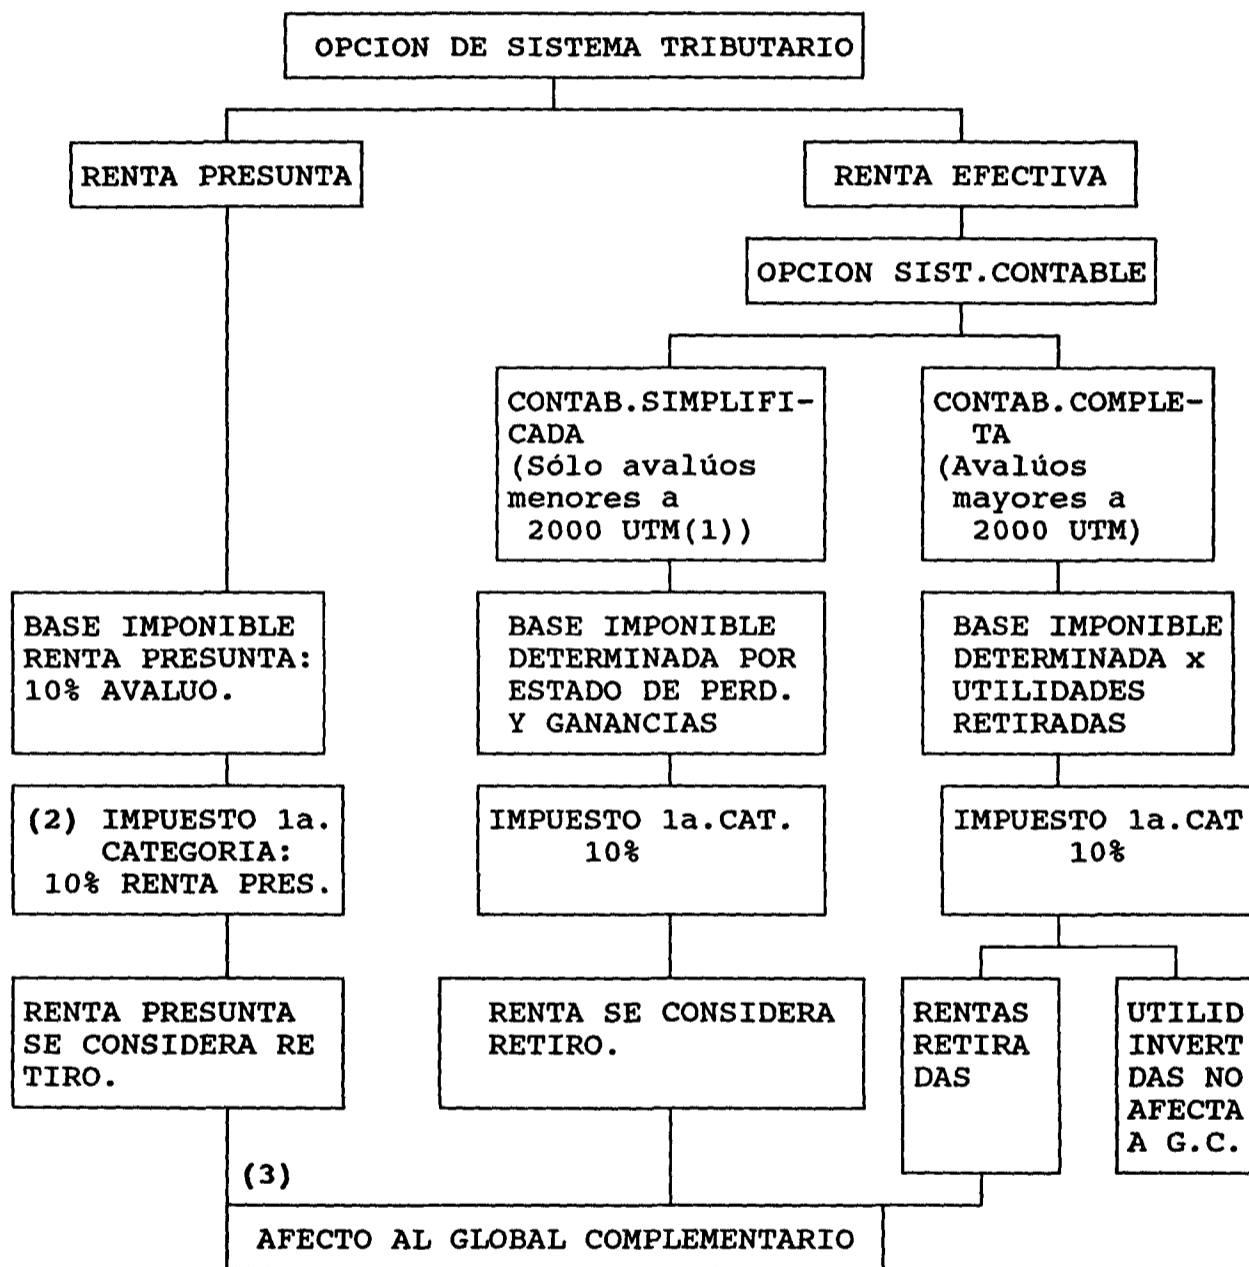 OPCION DE SISTEMA TRIBUTARIO
RENTA PRESUNTA
RENTA EFECTIVA
OPCION SIST.CONTABLE
CONTAB.SIMPLIFI-
CADA
(Sólo avalúos
menores a
2000 UTM(1))
CONTAB.COMPLE-
TA
(Avalúos
mayores a
2000 UTM)
BASE IMPONIBLE
RENTA PRESUNTA:
10% AVALUO.
BASE IMPONIBLE
DETERMINADA POR
ESTADO DE PERD.
Y GANANCIAS
BASE IMPONIBLE
DETERMINADA x
UTILIDADES
RETIRADAS
(2) IMPUESTO 1a.
CATEGORIA:
10% RENTA PRES.
IMPUESTO 1a.CAT.
10%
IMPUESTO 1a.CAT
10%
RENTA PRESUNTA
SE CONSIDERA RE
TIRO.
RENTA SE CONSIDERA
RETIRO.
RENTAS
RETIRA
DAS
UTILID
INVERT
DAS NO
AFECTA
A G.C.
(3)
AFECTO AL GLOBAL COMPLEMENTARIO